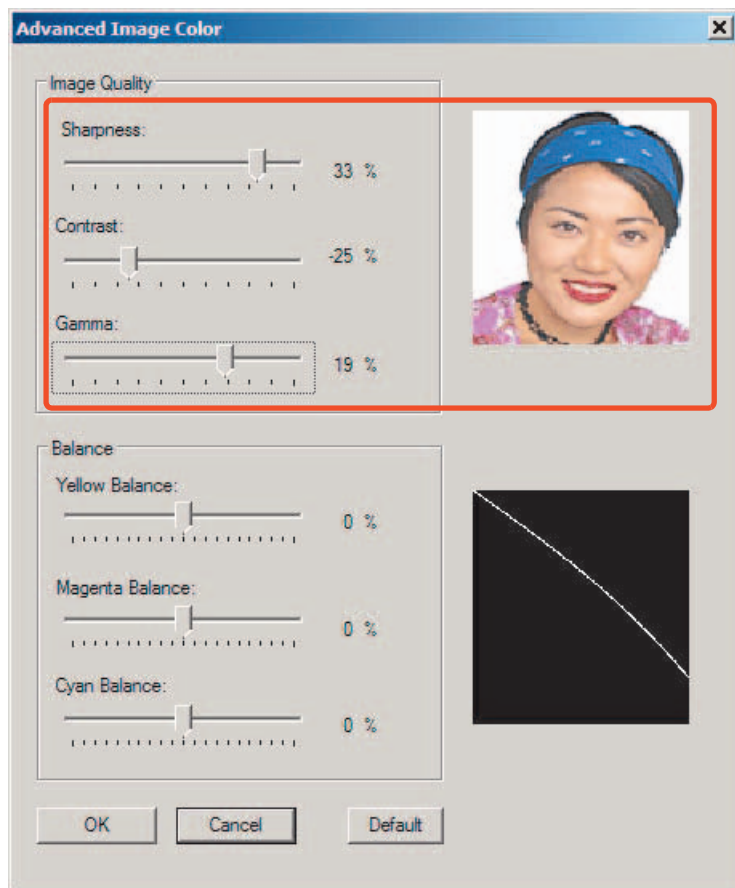 Advanced Image Color
Image Quality
Sharpness:
33 %
Contrast:
-25 %
Gamma:
19 %
Balance
Yellow Balance:
0 %
Magenta Balance:
0 %
Cyan Balance:
0 %
OK Cancel Default